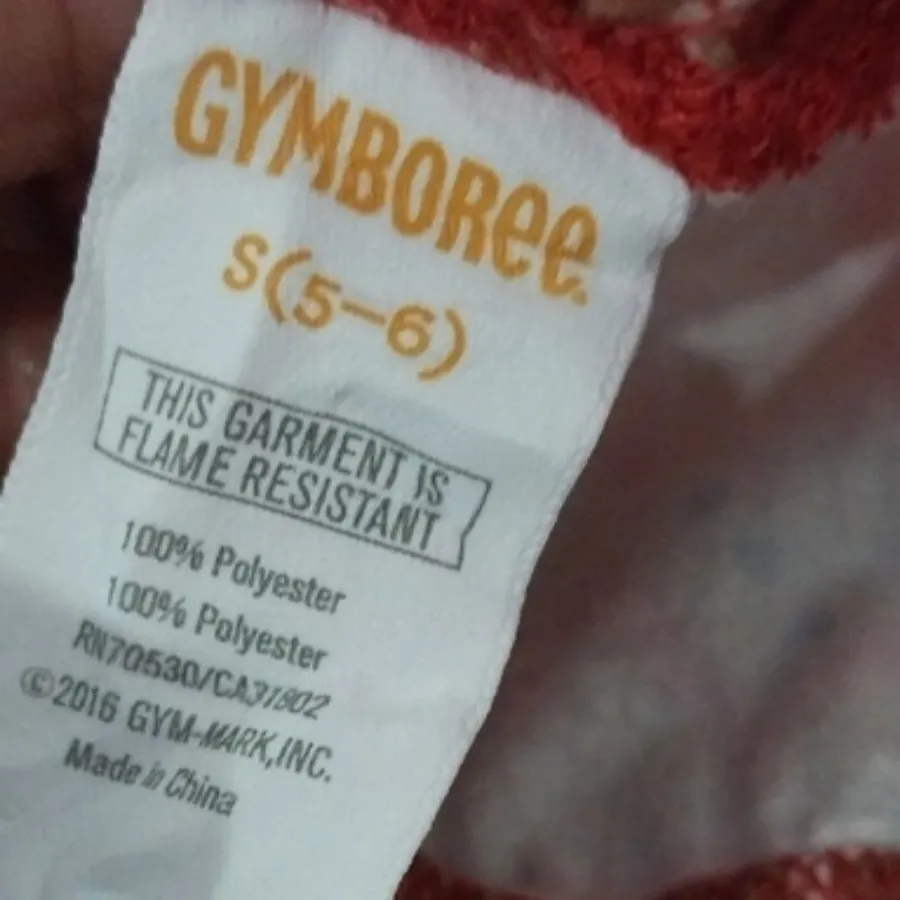 GYMBOREE
S(5-6)
THIS GARMENT IS
FLAME RESISTANT
100% Polyester
100% Polyester
RN70530/CA37802
©2016 GYM-MARK,INC.
Made in China